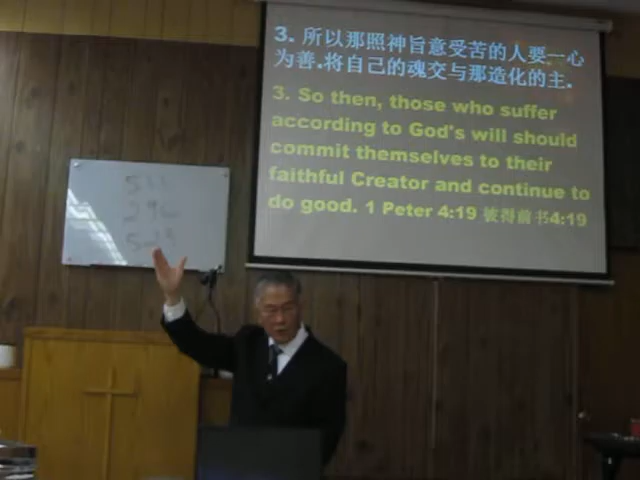 3. 所以那照神旨意受苦的人要一心
为善.将自己的魂交与那造化的主.
3. So then, those who suffer
according to God's will should
commit themselves to their
faithful Creator and continue to
do good. 1 Peter 4:19 彼得前书4:19